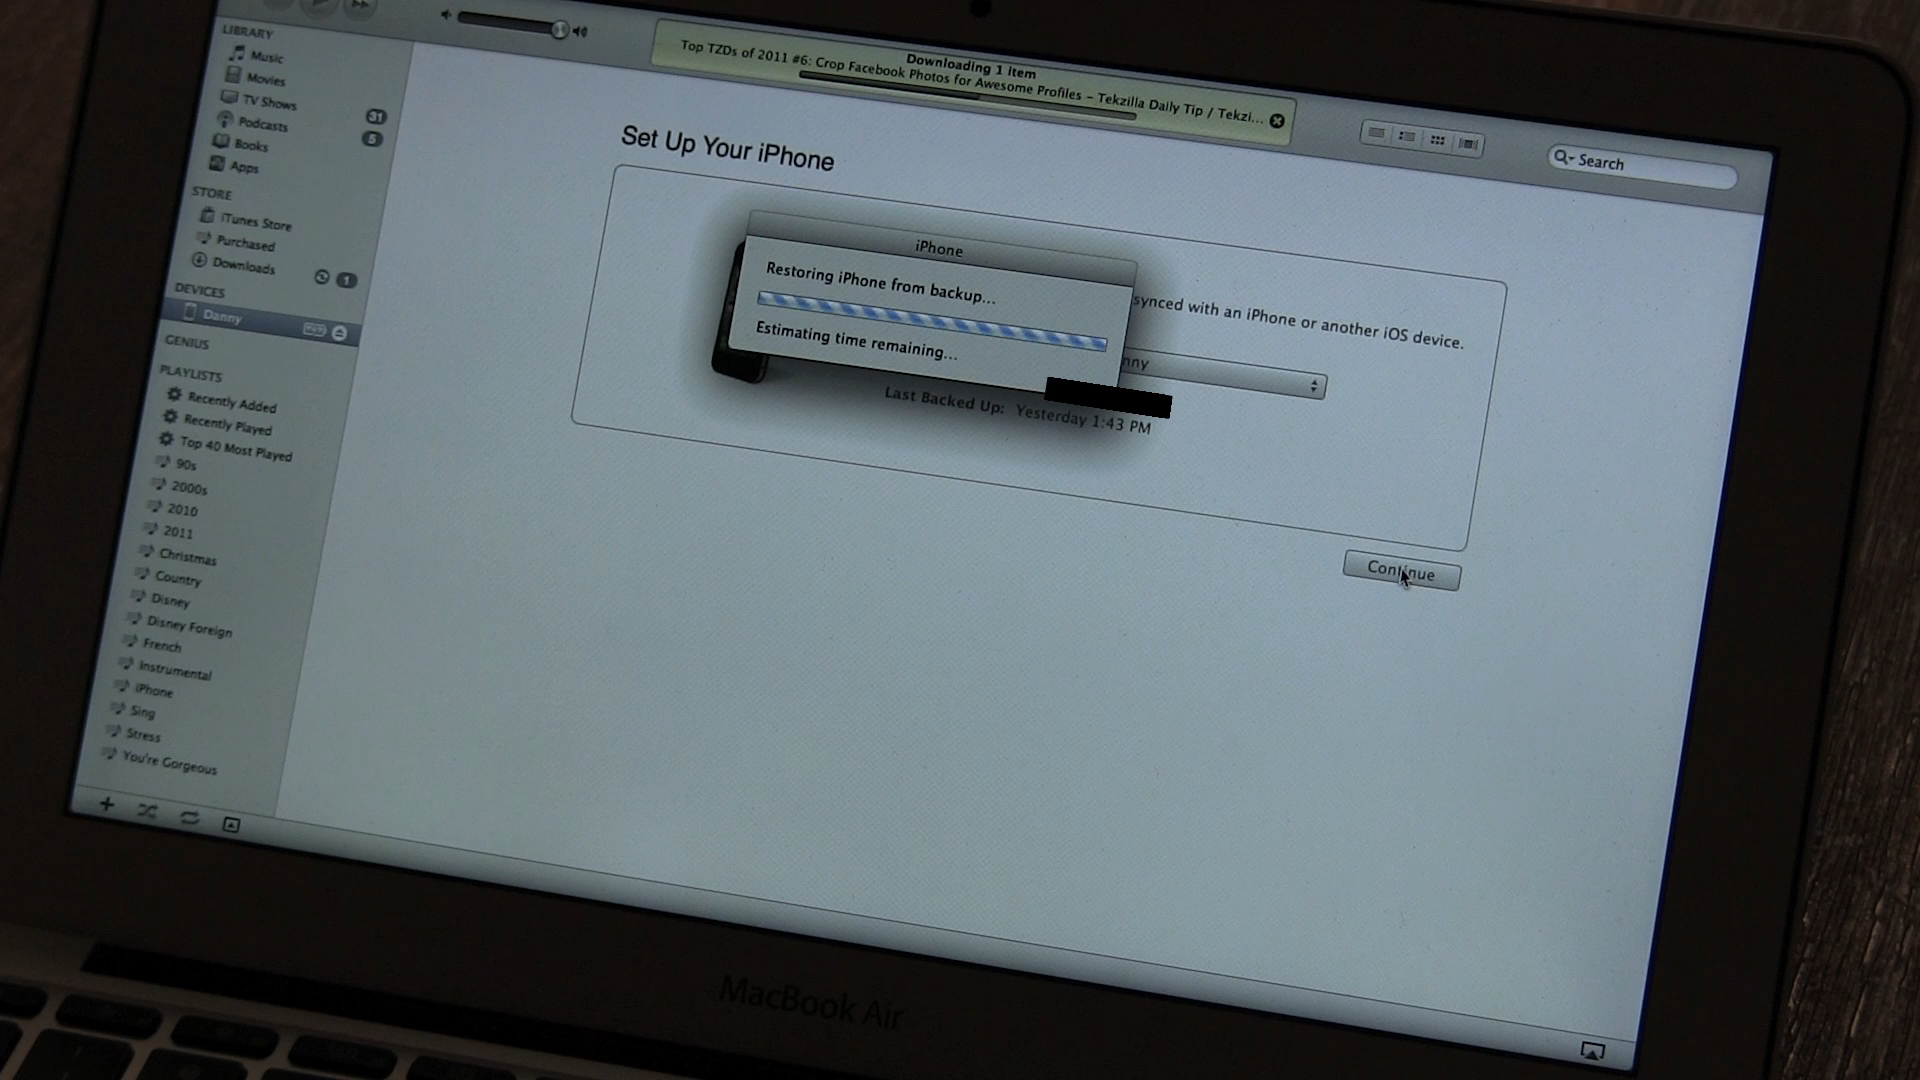 LIBRARY
Music
Movies
TV Shows 31
Podcasts 5
Books
Apps
STORE
iTunes Store
Purchased
Downloads 1
DEVICES
Danny
GENIUS
PLAYLISTS
Recently Added
Recently Played
Top 40 Most Played
90s
2000s
2010
2011
Christmas
Country
Disney
Disney Foreign
French
Instrumental
iPhone
Sing
Stress
You're Gorgeous
Downloading 1 item
Top TZDs of 2011 #6: Crop Facebook Photos for Awesome Profiles - Tekzilla Daily Tip / Tekzi...
Search
Set Up Your iPhone
iPhone
Restoring iPhone from backup...
Estimating time remaining...
synced with an iPhone or another iOS device.
nny
Last Backed Up: Yesterday 1:43 PM
Continue
MacBook Air